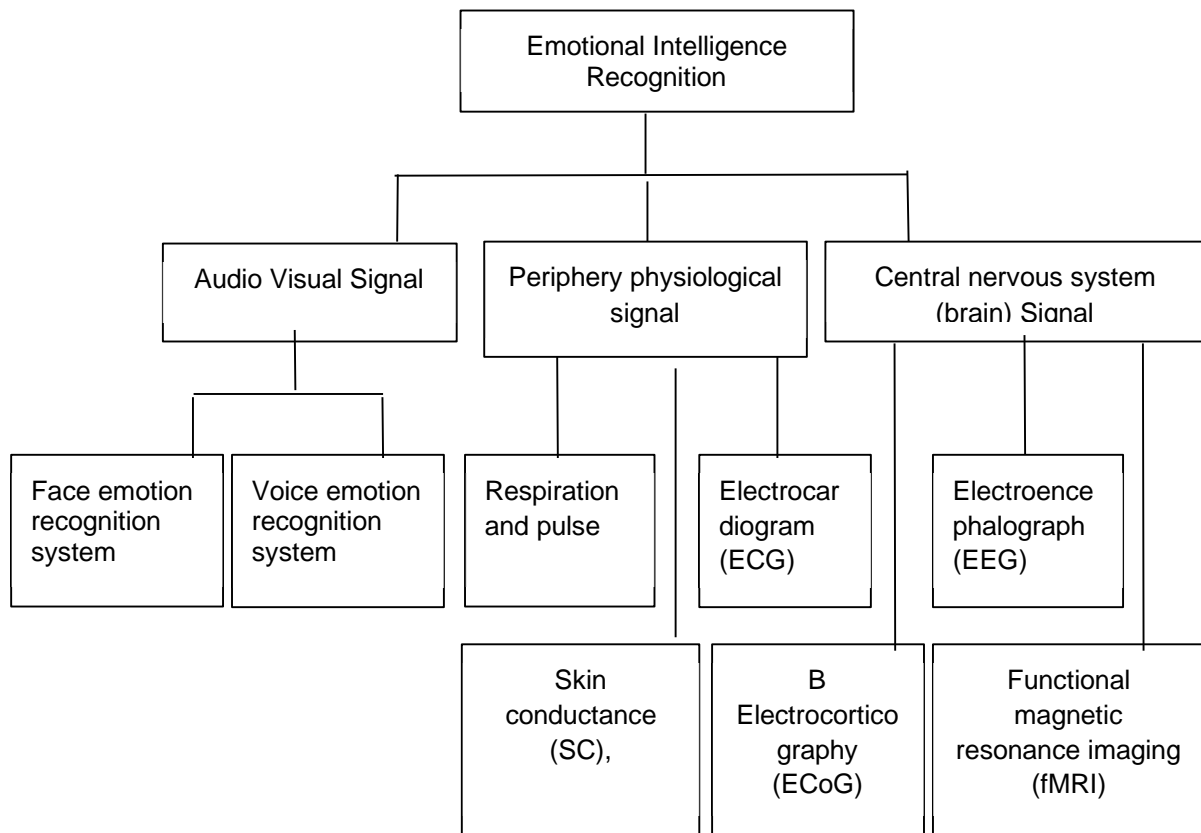 Emotional Intelligence
Recognition
Audio Visual Signal
Periphery physiological
signal
Central nervous system
(brain) Signal
Face emotion
recognition
system
Voice emotion
recognition
system
Respiration
and pulse
Electrocar
diogram
(ECG)
Electroence
phalograph
(EEG)
Skin
conductance
(SC),
B
Electrocortico
graphy
(ECoG)
Functional
magnetic
resonance imaging
(fMRI)